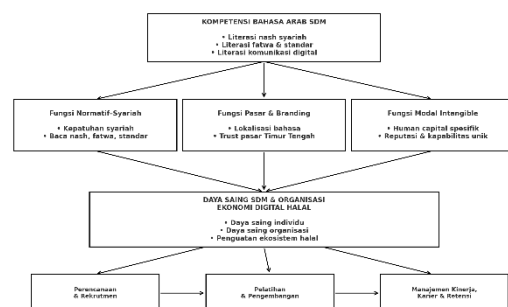 KOMPETENSI BAHASA ARAB SDM
• Literasi nash syariah
• Literasi fatwa & standar
• Literasi komunikasi digital
Fungsi Normatif-Syariah
• Kepatuhan syariah
• Baca nash, fatwa, standar
Fungsi Pasar & Branding
• Lokalisasi bahasa
• Trust pasar Timur Tengah
Fungsi Modal Intangible
• Human capital spesifik
• Reputasi & kapabilitas unik
DAYA SAING SDM & ORGANISASI
EKONOMI DIGITAL HALAL
• Daya saing individu
• Daya saing organisasi
• Penguatan ekosistem halal
Perencanaan
& Rekrutmen
Pelatihan
& Pengembangan
Manajemen Kinerja,
Karier & Retensi